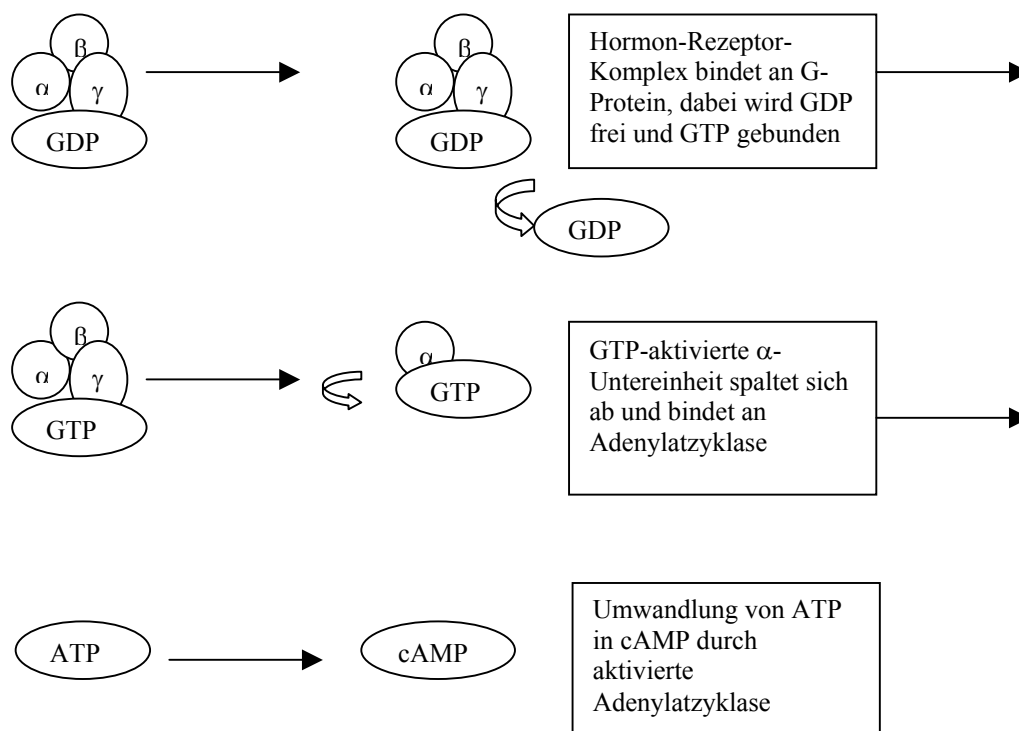 β
α
γ
GDP
β
α
γ
GDP
Hormon-Rezeptor-
Komplex bindet an G-
Protein, dabei wird GDP
frei und GTP gebunden
GDP
β
α
γ
GTP
α
GTP
GTP-aktivierte α-
Untereinheit spaltet sich
ab und bindet an
Adenylatzyklase
ATP
cAMP
Umwandlung von ATP
in cAMP durch
aktivierte
Adenylatzyklase